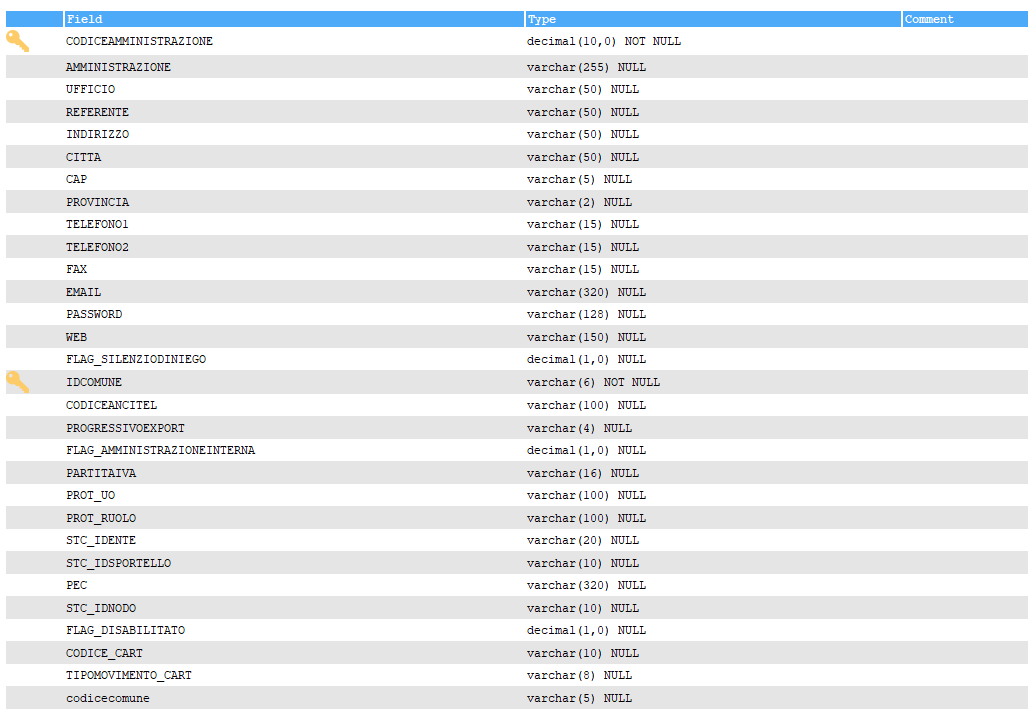 Field Type Comment
CODICEAMMINISTRAZIONE decimal(10,0) NOT NULL
AMMINISTRAZIONE varchar(255) NULL
UFFICIO varchar(50) NULL
REFERENTE varchar(50) NULL
INDIRIZZO varchar(50) NULL
CITTA varchar(50) NULL
CAP varchar(5) NULL
PROVINCIA varchar(2) NULL
TELEFONO1 varchar(15) NULL
TELEFONO2 varchar(15) NULL
FAX varchar(15) NULL
EMAIL varchar(320) NULL
PASSWORD varchar(128) NULL
WEB varchar(150) NULL
FLAG_SILENZIODINIEGO decimal(1,0) NULL
IDCOMUNE varchar(6) NOT NULL
CODICEANCITEL varchar(100) NULL
PROGRESSIVOEXPORT varchar(4) NULL
FLAG_AMMINISTRAZIONEINTERNA decimal(1,0) NULL
PARTITAIVA varchar(16) NULL
PROT_UO varchar(100) NULL
PROT_RUOLO varchar(100) NULL
STC_IDENTE varchar(20) NULL
STC_IDSPORTELLO varchar(10) NULL
PEC varchar(320) NULL
STC_IDNODO varchar(10) NULL
FLAG_DISABILITATO decimal(1,0) NULL
CODICE_CART varchar(10) NULL
TIPOMOVIMENTO_CART varchar(8) NULL
codicecomune varchar(5) NULL